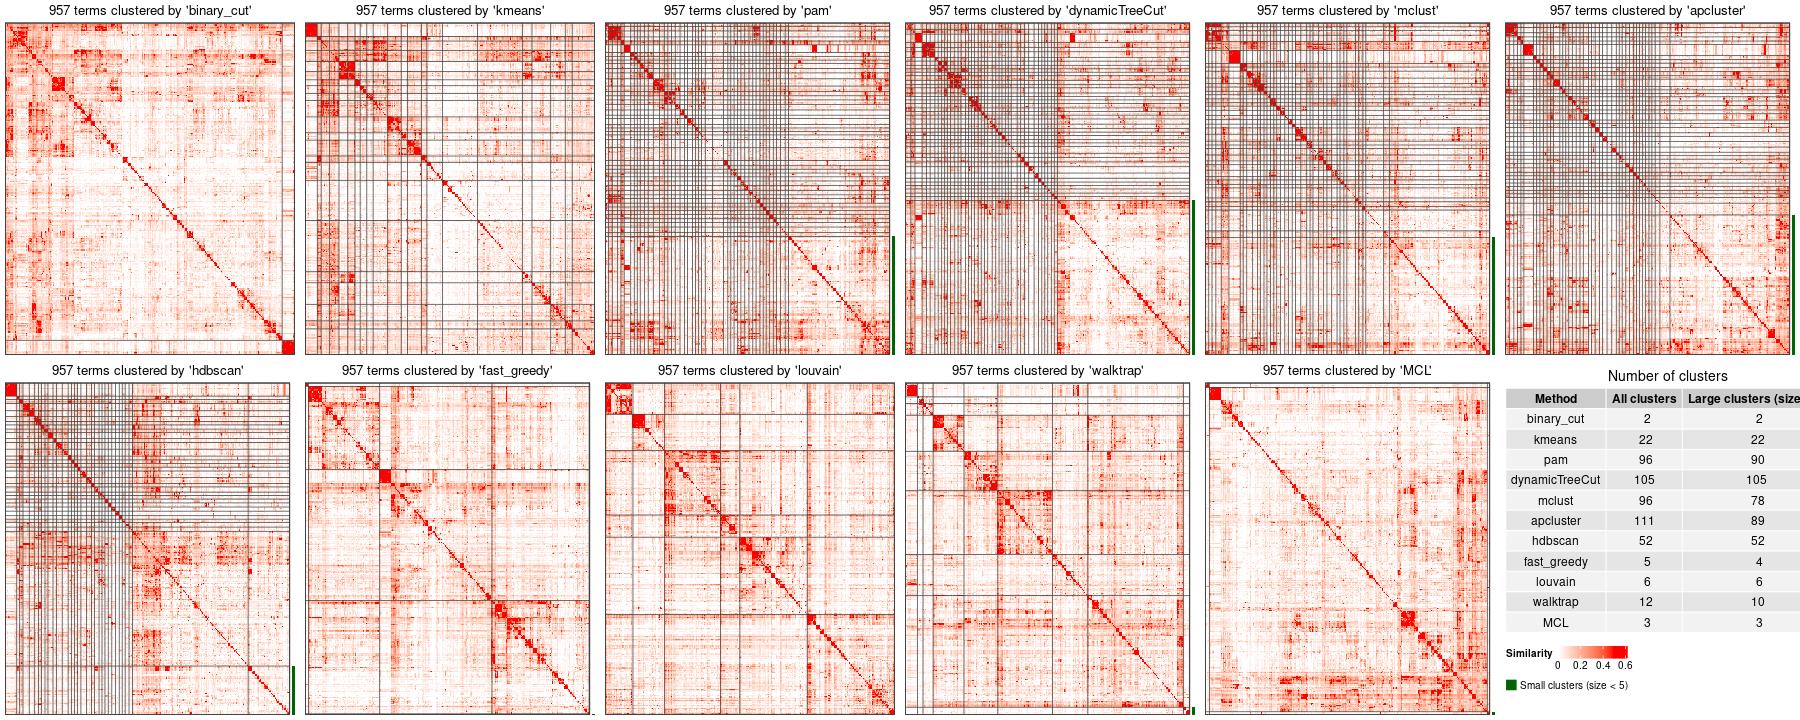 957 terms clustered by 'binary_cut'
957 terms clustered by 'kmeans'
957 terms clustered by 'pam'
957 terms clustered by 'dynamicTreeCut'
957 terms clustered by 'mclust'
957 terms clustered by 'apcluster'
957 terms clustered by 'hdbscan'
957 terms clustered by 'fast_greedy'
957 terms clustered by 'louvain'
957 terms clustered by 'walktrap'
957 terms clustered by 'MCL'
Number of clusters
Method All clusters Large clusters (size
binary_cut 2 2
kmeans 22 22
pam 96 90
dynamicTreeCut 105 105
mclust 96 78
apcluster 111 89
hdbscan 52 52
fast_greedy 5 4
louvain 6 6
walktrap 12 10
MCL 3 3
Similarity
0 0.2 0.4 0.6
Small clusters (size < 5)